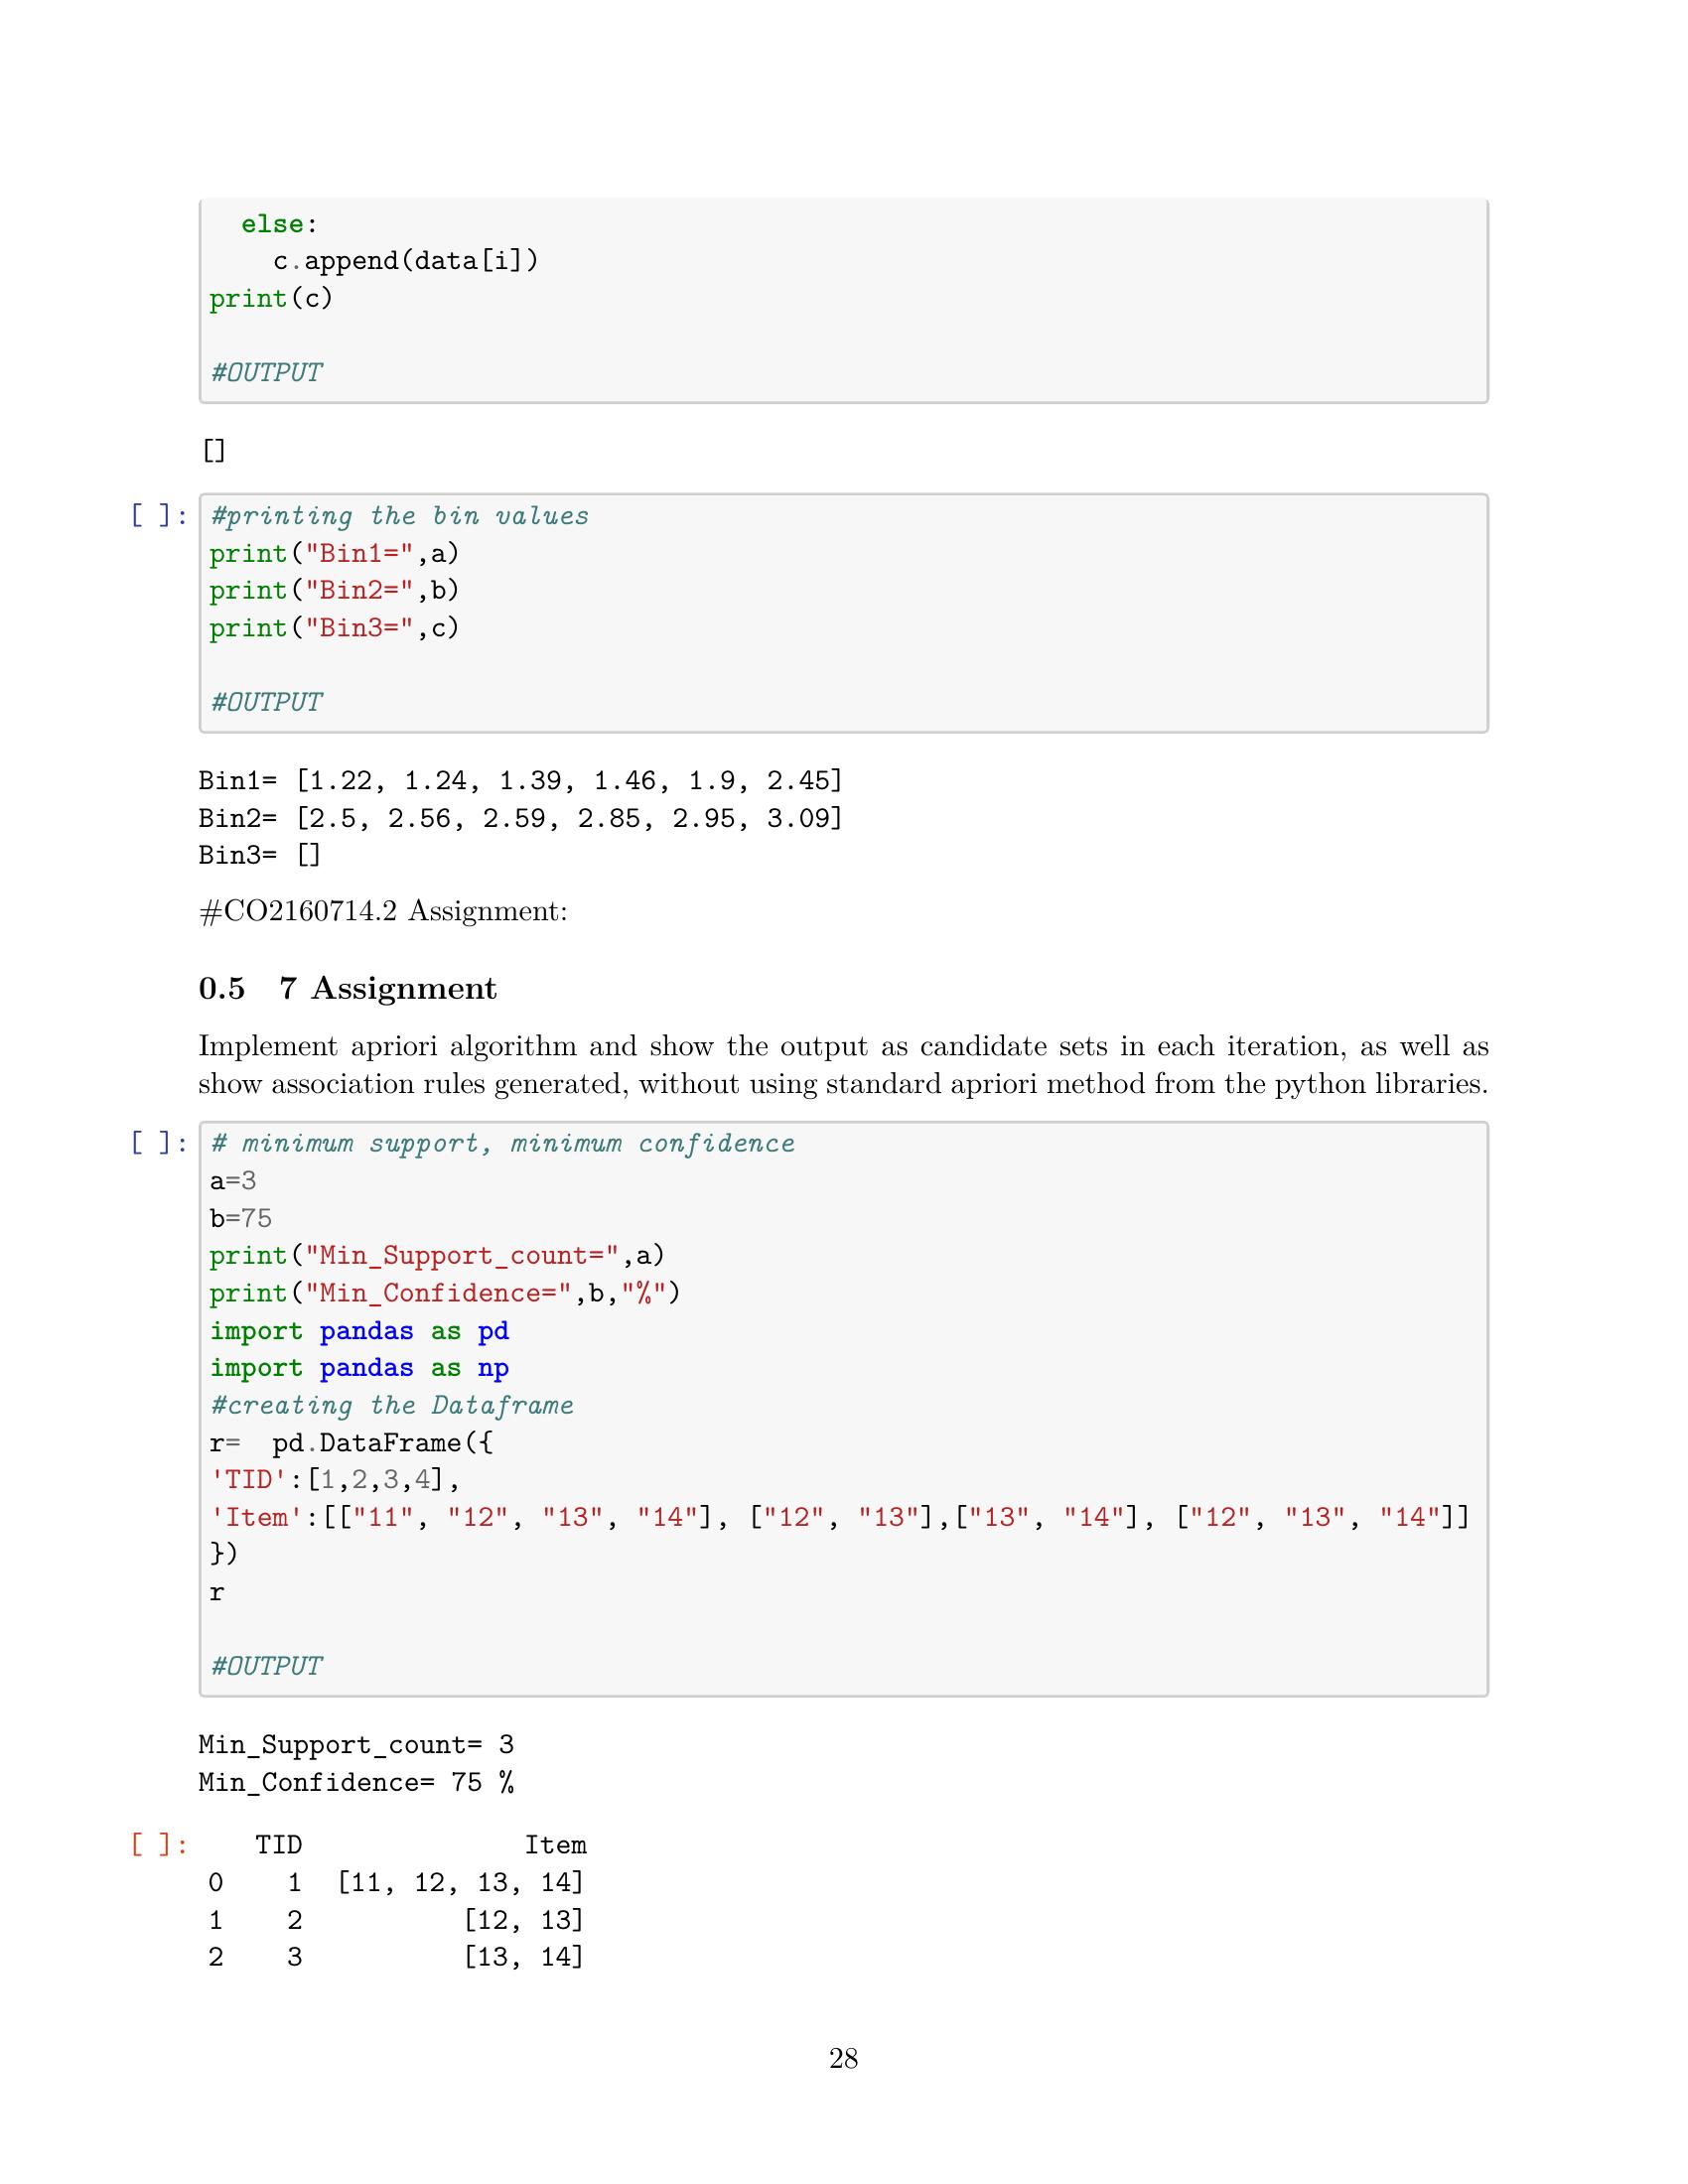 else:
c.append(data[i])
print(c)
#OUTPUT
[]
[ ]: #printing the bin values
print("Bin1=",a)
print("Bin2=",b)
print("Bin3=",c)
#OUTPUT
Bin1= [1.22, 1.24, 1.39, 1.46, 1.9, 2.45]
Bin2= [2.5, 2.56, 2.59, 2.85, 2.95, 3.09]
Bin3= []
#CO2160714.2 Assignment:
0.5 7 Assignment
Implement apriori algorithm and show the output as candidate sets in each iteration, as well as
show association rules generated, without using standard apriori method from the python libraries.
[ ]: # minimum support, minimum confidence
a=3
b=75
print("Min_Support_count=",a)
print("Min_Confidence=",b,"%")
import pandas as pd
import pandas as np
#creating the Dataframe
r=  pd.DataFrame({
'TID':[1,2,3,4],
'Item':[["11", "12", "13", "14"], ["12", "13"],["13", "14"], ["12", "13", "14"]]
})
r
#OUTPUT
Min_Support_count= 3
Min_Confidence= 75 %
[ ]: TID Item
0 1 [11, 12, 13, 14]
1 2 [12, 13]
2 3 [13, 14]
28